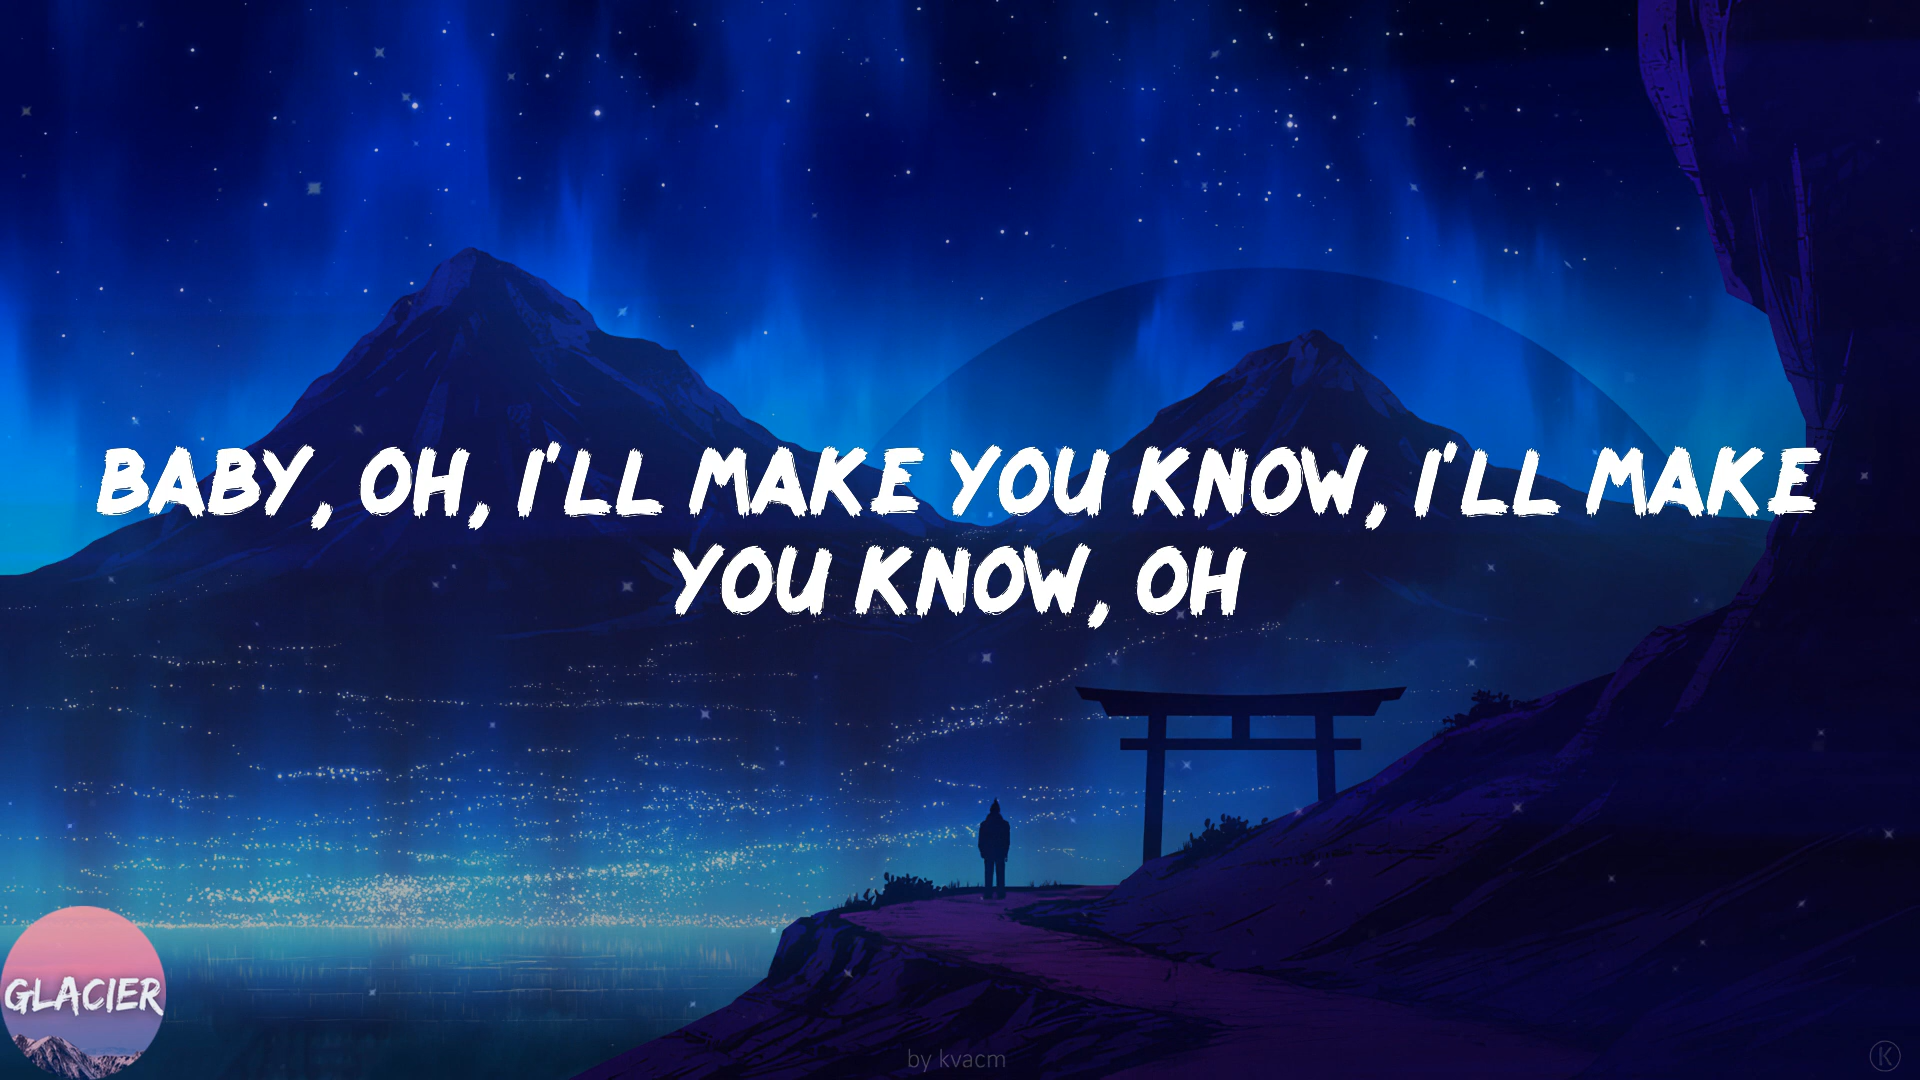 BABY, OH, I'LL MAKE YOU KNOW, I'LL MAKE
YOU KNOW, OH
GLACIER
by kvacm
K